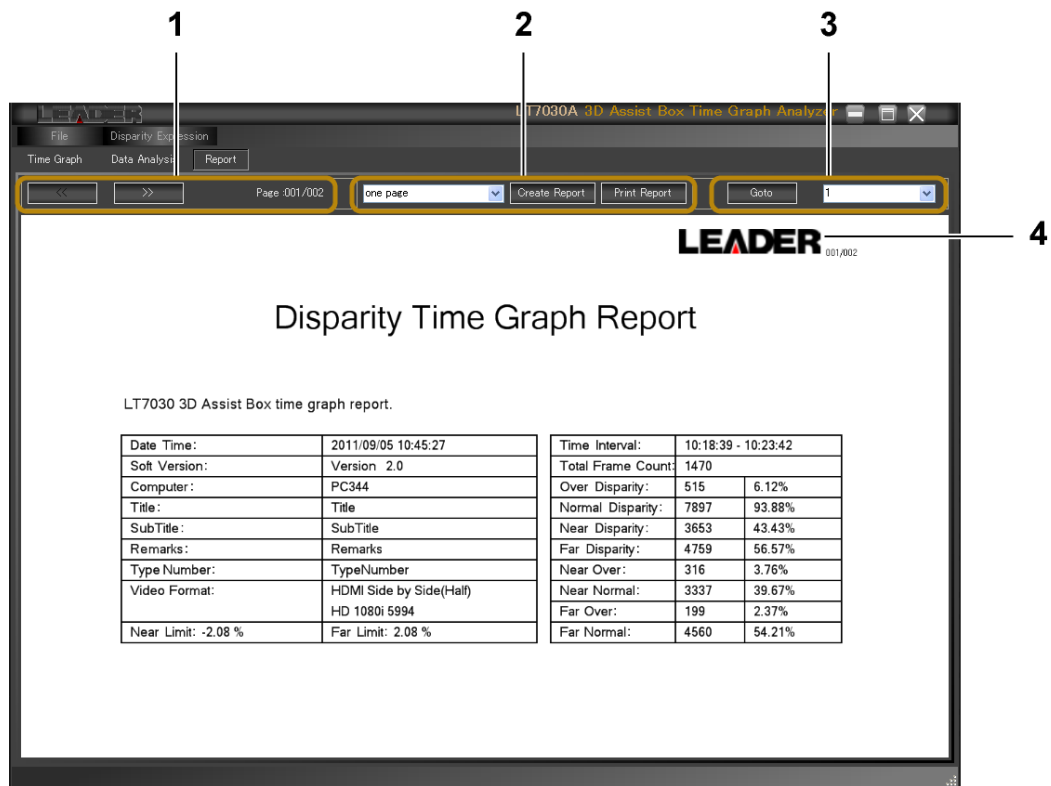 1 2 3
LEADER
LT7030A 3D Assist Box Time Graph Analyzer
File Disparity Expression
Time Graph Data Analysis Report
<< >> Page :001/002 one page Create Report Print Report Goto 1
LEADER 001/002 4
Disparity Time Graph Report
LT7030 3D Assist Box time graph report.
Date Time: 2011/09/05 10:45:27 Time Interval: 10:18:39 - 10:23:42
Soft Version: Version 2.0 Total Frame Count: 1470
Computer: PC344 Over Disparity: 515 6.12%
Title: Title Normal Disparity: 7897 93.88%
SubTitle: SubTitle Near Disparity: 3653 43.43%
Remarks: Remarks Far Disparity: 4759 56.57%
Type Number: TypeNumber Near Over: 316 3.76%
Video Format: HDMI Side by Side(Half) Near Normal: 3337 39.67%
HD 1080i 5994 Far Over: 199 2.37%
Near Limit: -2.08 % Far Limit: 2.08 % Far Normal: 4560 54.21%